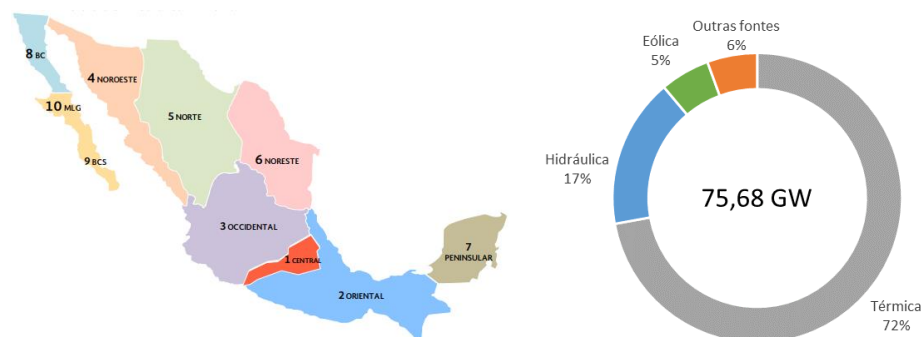 8 BC
4 NOROESTE
10 MLG
5 NORTE
9 BCS
6 NORESTE
3 OCCIDENTAL
1 CENTRAL
7
PENINSULAR
2 ORIENTAL
Outras fontes
6%
Eólica
5%
Hidráulica
17%
75,68 GW
Térmica
72%